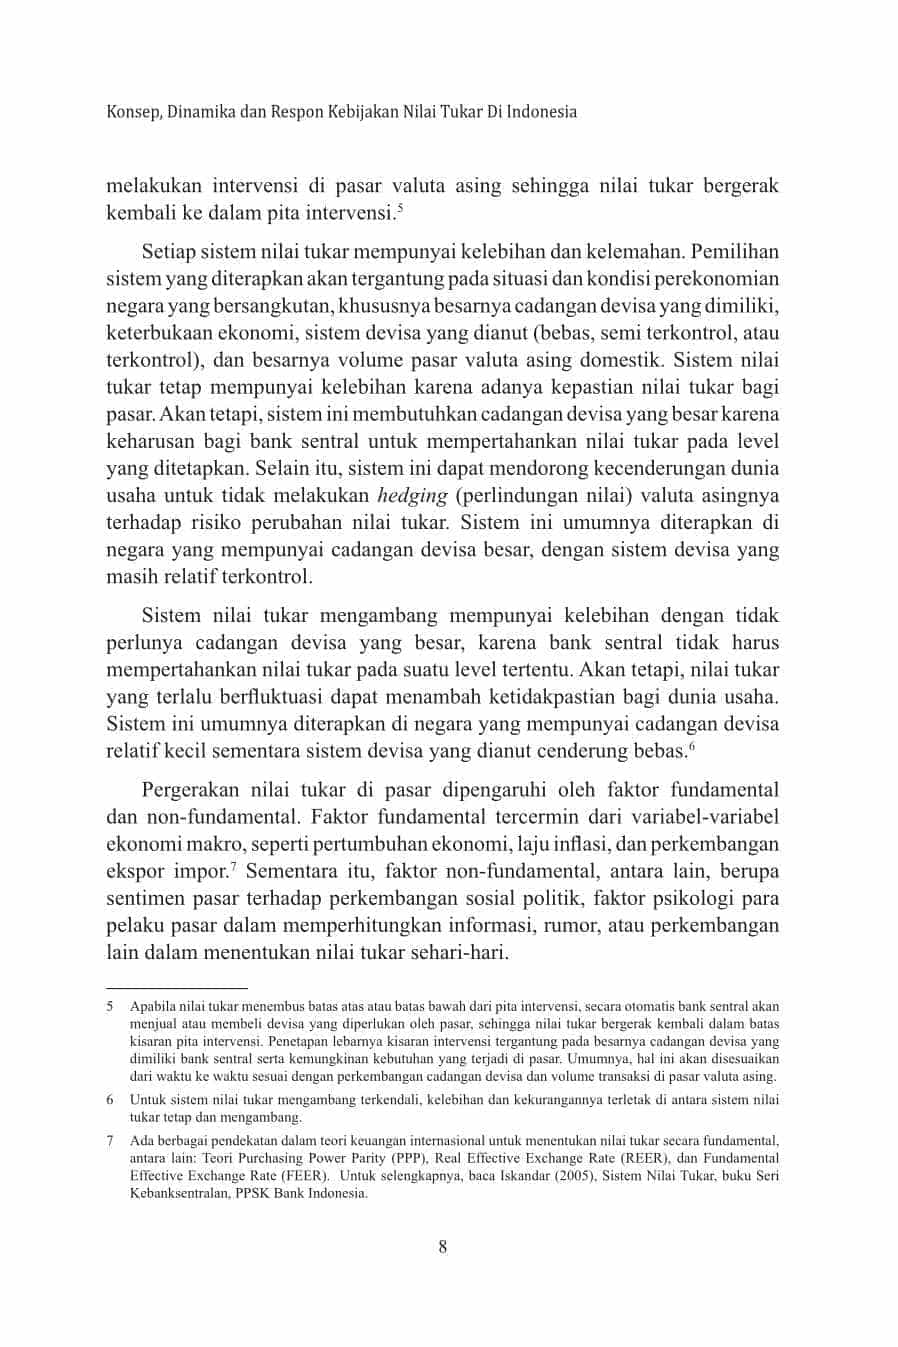 Konsep, Dinamika dan Respon Kebijakan Nilai Tukar Di Indonesia
melakukan intervensi di pasar valuta asing sehingga nilai tukar bergerak
kembali ke dalam pita intervensi.5
Setiap sistem nilai tukar mempunyai kelebihan dan kelemahan. Pemilihan
sistem yang diterapkan akan tergantung pada situasi dan kondisi perekonomian
negara yang bersangkutan, khususnya besarnya cadangan devisa yang dimiliki,
keterbukaan ekonomi, sistem devisa yang dianut (bebas, semi terkontrol, atau
terkontrol), dan besarnya volume pasar valuta asing domestik. Sistem nilai
tukar tetap mempunyai kelebihan karena adanya kepastian nilai tukar bagi
pasar. Akan tetapi, sistem ini membutuhkan cadangan devisa yang besar karena
keharusan bagi bank sentral untuk mempertahankan nilai tukar pada level
yang ditetapkan. Selain itu, sistem ini dapat mendorong kecenderungan dunia
usaha untuk tidak melakukan hedging (perlindungan nilai) valuta asingnya
terhadap risiko perubahan nilai tukar. Sistem ini umumnya diterapkan di
negara yang mempunyai cadangan devisa besar, dengan sistem devisa yang
masih relatif terkontrol.
Sistem nilai tukar mengambang mempunyai kelebihan dengan tidak
perlunya cadangan devisa yang besar, karena bank sentral tidak harus
mempertahankan nilai tukar pada suatu level tertentu. Akan tetapi, nilai tukar
yang terlalu berfluktuasi dapat menambah ketidakpastian bagi dunia usaha.
Sistem ini umumnya diterapkan di negara yang mempunyai cadangan devisa
relatif kecil sementara sistem devisa yang dianut cenderung bebas.6
Pergerakan nilai tukar di pasar dipengaruhi oleh faktor fundamental
dan non-fundamental. Faktor fundamental tercermin dari variabel-variabel
ekonomi makro, seperti pertumbuhan ekonomi, laju inflasi, dan perkembangan
ekspor impor.7 Sementara itu, faktor non-fundamental, antara lain, berupa
sentimen pasar terhadap perkembangan sosial politik, faktor psikologi para
pelaku pasar dalam memperhitungkan informasi, rumor, atau perkembangan
lain dalam menentukan nilai tukar sehari-hari.
5 Apabila nilai tukar menembus batas atas atau batas bawah dari pita intervensi, secara otomatis bank sentral akan
menjual atau membeli devisa yang diperlukan oleh pasar, sehingga nilai tukar bergerak kembali dalam batas
kisaran pita intervensi. Penetapan lebarnya kisaran intervensi tergantung pada besarnya cadangan devisa yang
dimiliki bank sentral serta kemungkinan kebutuhan yang terjadi di pasar. Umumnya, hal ini akan disesuaikan
dari waktu ke waktu sesuai dengan perkembangan cadangan devisa dan volume transaksi di pasar valuta asing.
6 Untuk sistem nilai tukar mengambang terkendali, kelebihan dan kekurangannya terletak di antara sistem nilai
tukar tetap dan mengambang.
7 Ada berbagai pendekatan dalam teori keuangan internasional untuk menentukan nilai tukar secara fundamental,
antara lain: Teori Purchasing Power Parity (PPP), Real Effective Exchange Rate (REER), dan Fundamental
Effective Exchange Rate (FEER). Untuk selengkapnya, baca Iskandar (2005), Sistem Nilai Tukar, buku Seri
Kebanksentralan, PPSK Bank Indonesia.
8